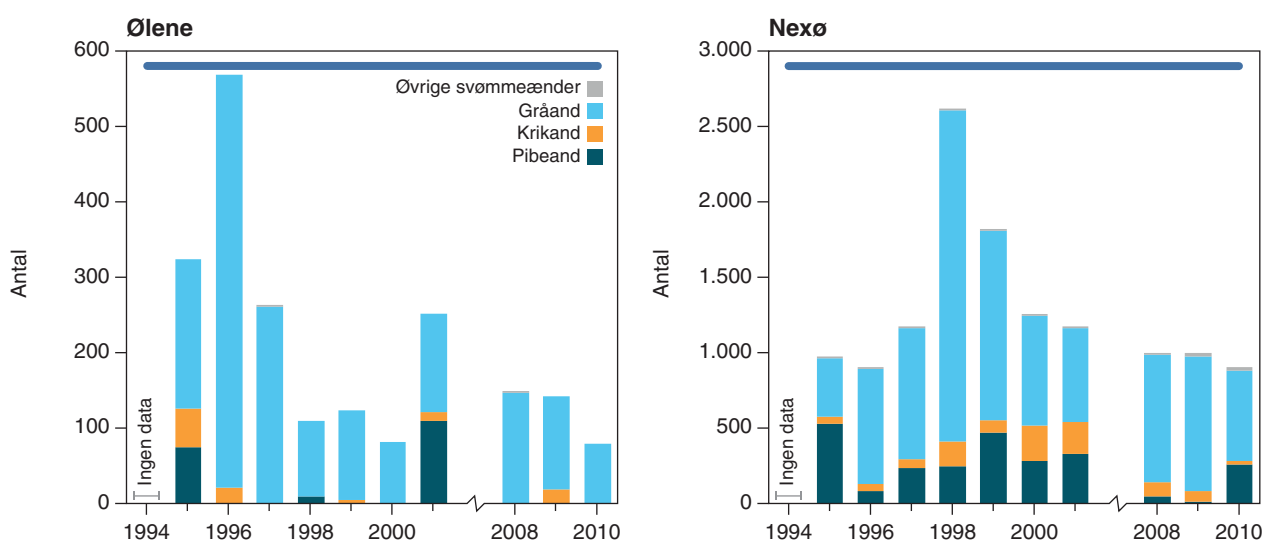 Ølene
600
500
400
300
200
100
0
Antal
Øvrige svømmeænder
Gråand
Krikand
Pibeand
Ingen data
1994 1996 1998 2000 2008 2010
Nexø
3.000
2.500
2.000
1.500
1.000
500
0
Antal
Ingen data
1994 1996 1998 2000 2008 2010